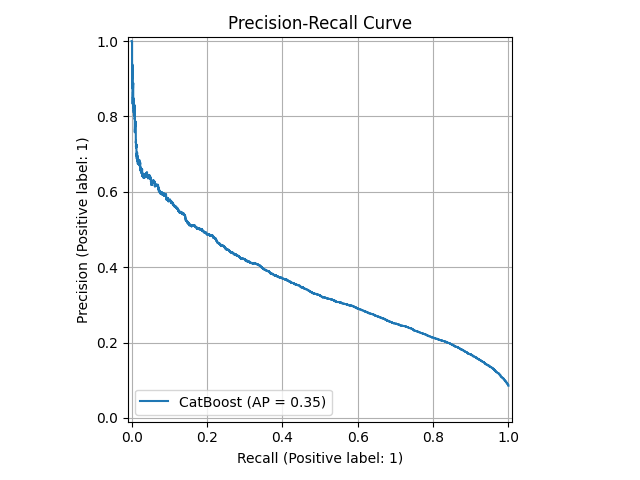 Precision-Recall Curve
1.0
0.8
0.6
0.4
0.2
0.0
Precision (Positive label: 1)
CatBoost (AP = 0.35)
0.0 0.2 0.4 0.6 0.8 1.0
Recall (Positive label: 1)